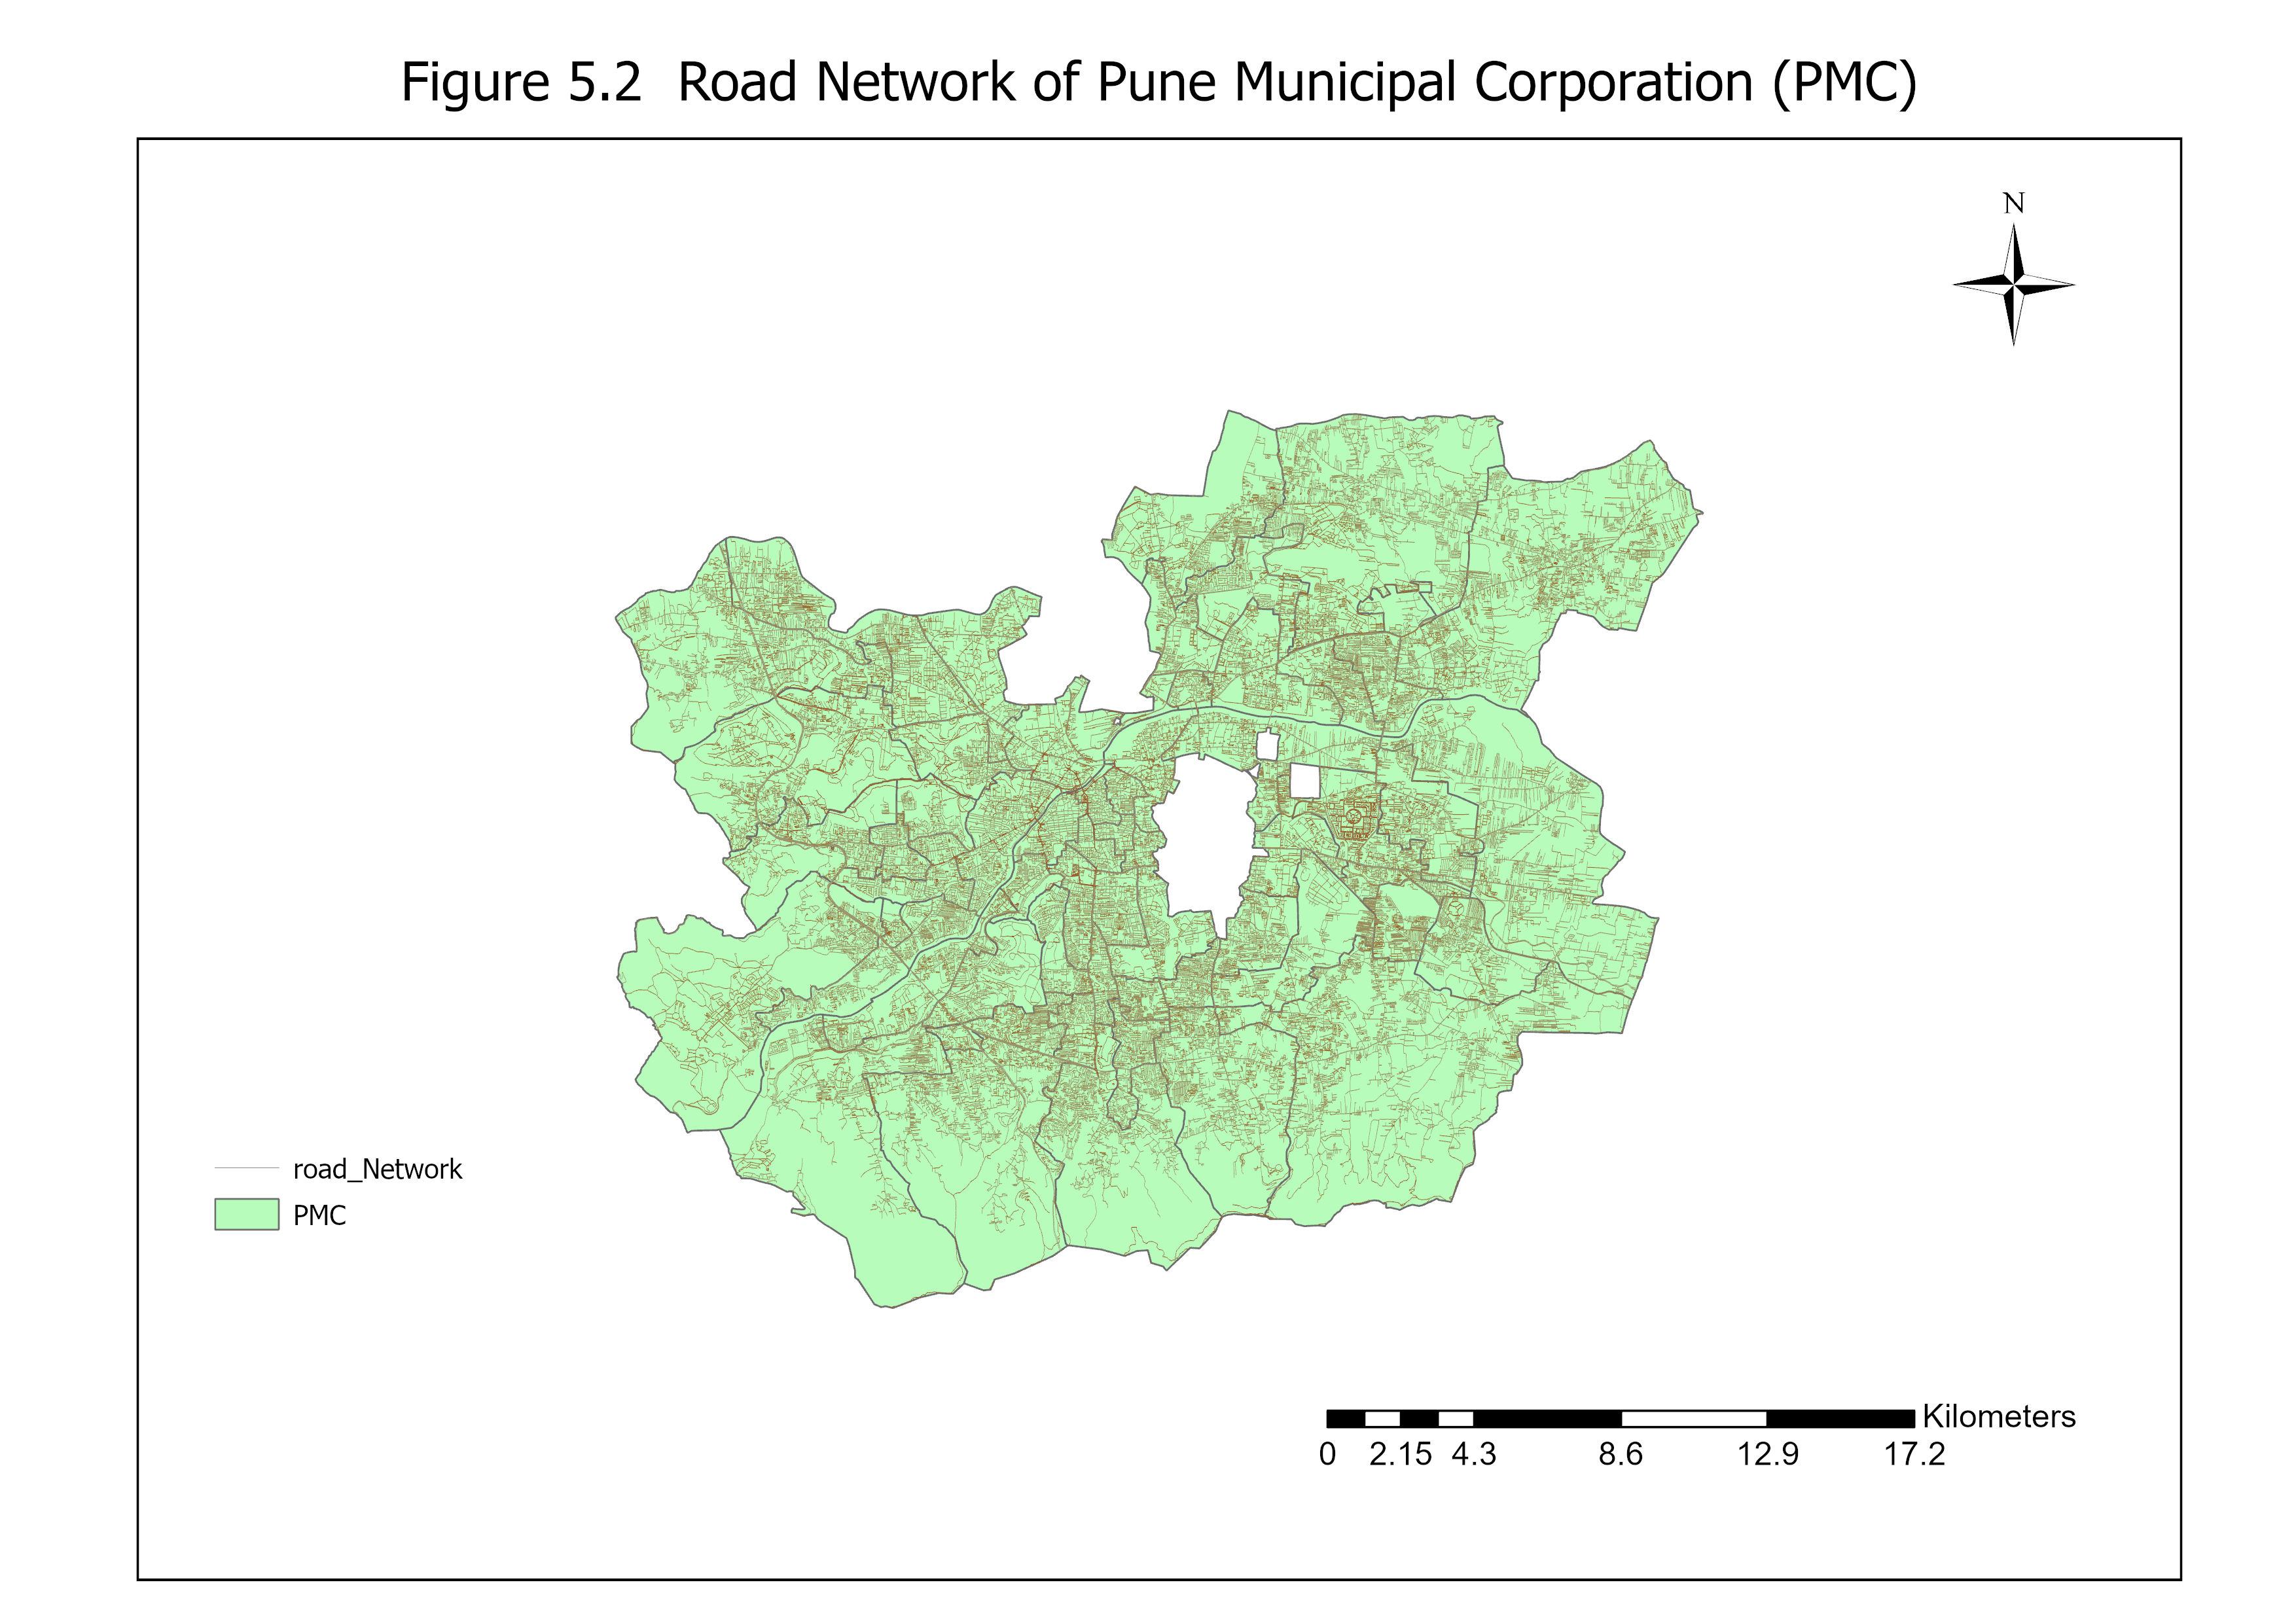 Figure 5.2  Road Network of Pune Municipal Corporation (PMC)
N
road_Network
PMC
Kilometers
0 2.15 4.3 8.6 12.9 17.2